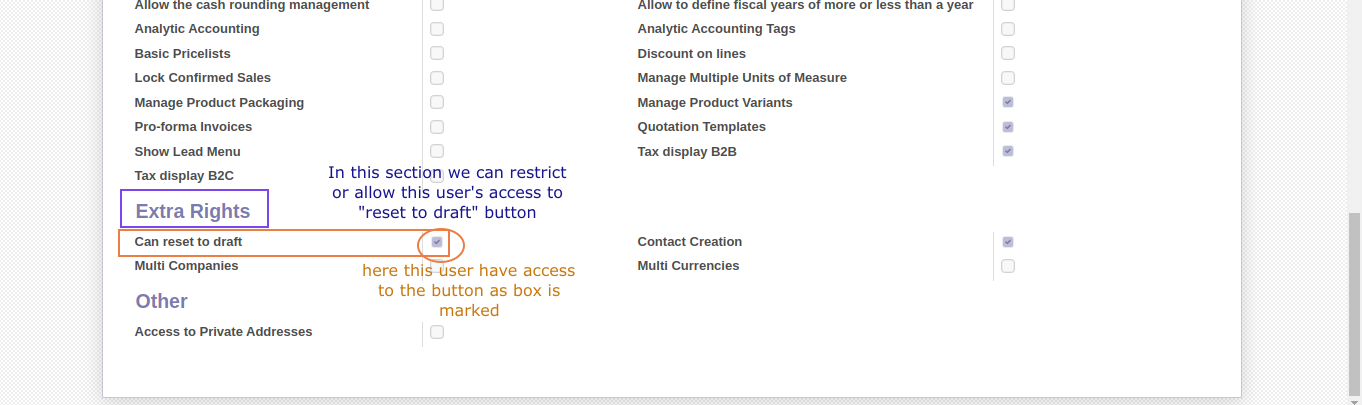 Allow the cash rounding management Allow to define fiscal years of more or less than a year
Analytic Accounting Analytic Accounting Tags
Basic Pricelists Discount on lines
Lock Confirmed Sales Manage Multiple Units of Measure
Manage Product Packaging Manage Product Variants
Pro-forma Invoices Quotation Templates
Show Lead Menu Tax display B2B
Tax display B2C
In this section we can restrict
or allow this user's access to
"reset to draft" button
Extra Rights
Can reset to draft Contact Creation
Multi Companies Multi Currencies
here this user have access
to the button as box is
marked
Other
Access to Private Addresses